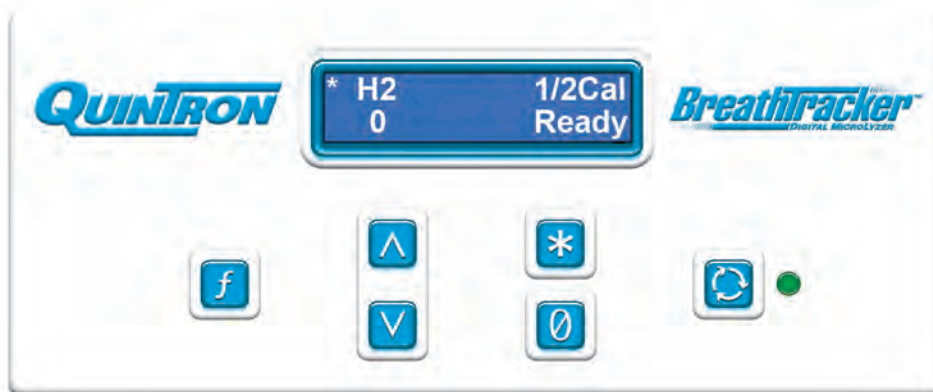 QUINTRON
* H2 1/2Cal
0 Ready
BreathTracker™
DIGITAL MICROLYZER
f
*
0